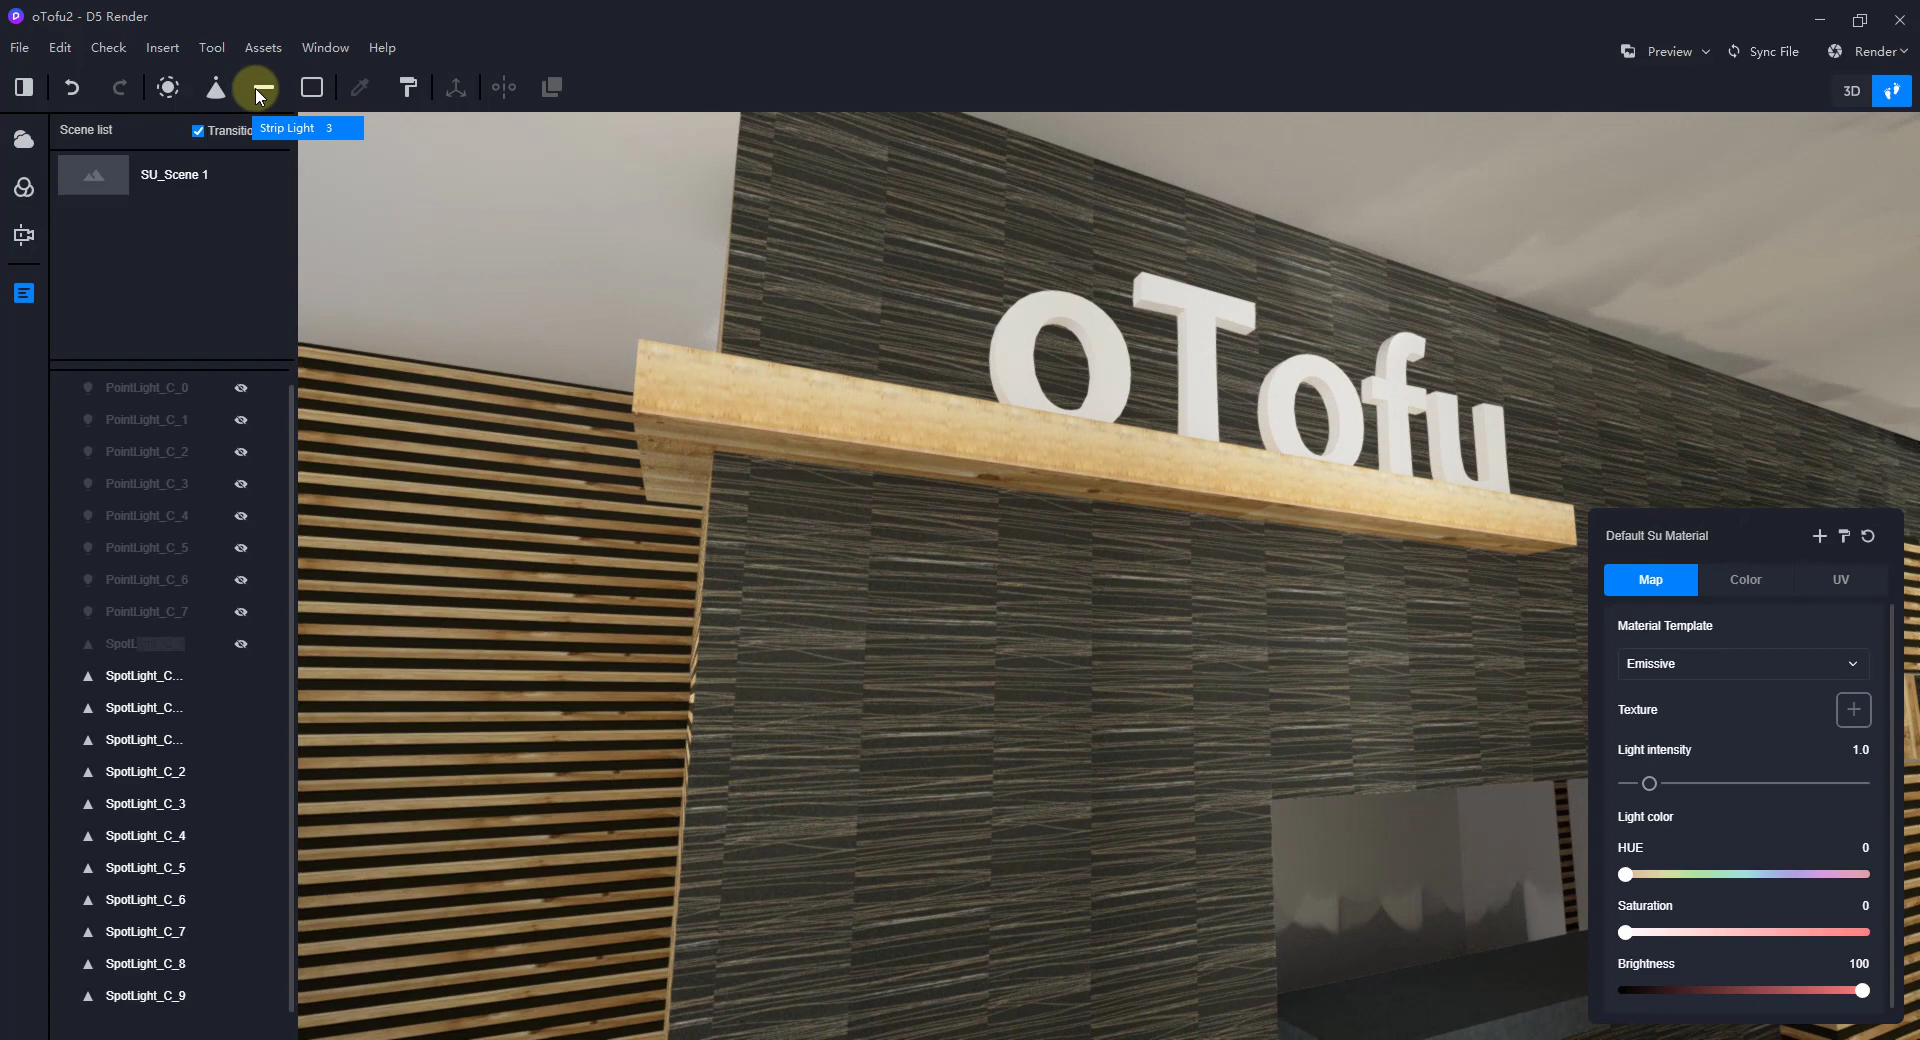 oTofu2 - D5 Render
File Edit Check Insert Tool Assets Window Help
Preview Sync File Render
3D
Scene list Transitio
Strip Light 3
SU_Scene 1
PointLight_C_0
PointLight_C_1
PointLight_C_2
PointLight_C_3
PointLight_C_4
PointLight_C_5
PointLight_C_6
PointLight_C_7
SpotL
SpotLight_C...
SpotLight_C...
SpotLight_C...
SpotLight_C_2
SpotLight_C_3
SpotLight_C_4
SpotLight_C_5
SpotLight_C_6
SpotLight_C_7
SpotLight_C_8
SpotLight_C_9
oTofu
Default Su Material
Map Color UV
Material Template
Emissive
Texture
Light intensity 1.0
Light color
HUE 0
Saturation 0
Brightness 100